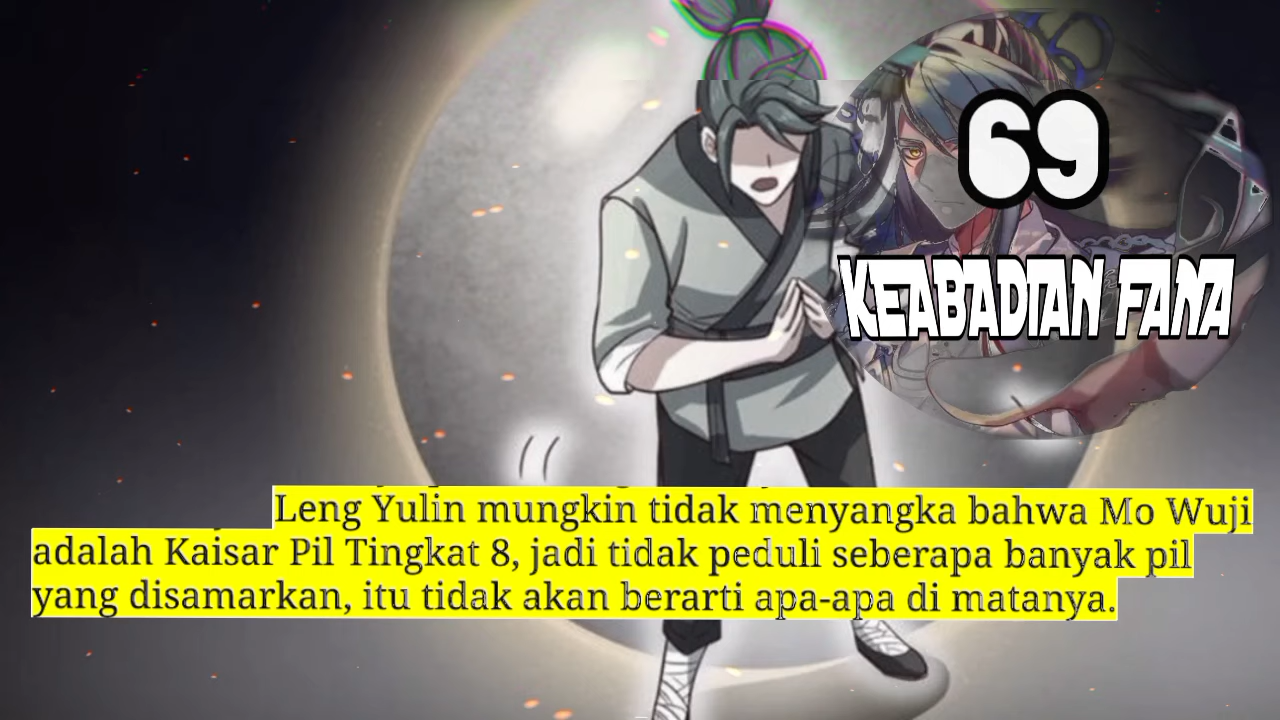 69
KEABADIAN FANA
Leng Yulin mungkin tidak menyangka bahwa Mo Wuji
adalah Kaisar Pil Tingkat 8, jadi tidak peduli seberapa banyak pil
yang disamarkan, itu tidak akan berarti apa-apa di matanya.